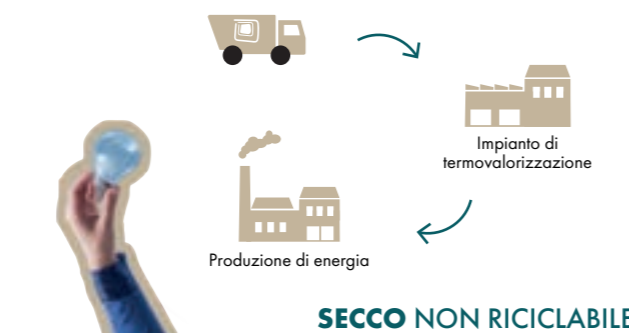 Impianto di
termovalorizzazione
Produzione di energia
SECCO NON RICICLABILE